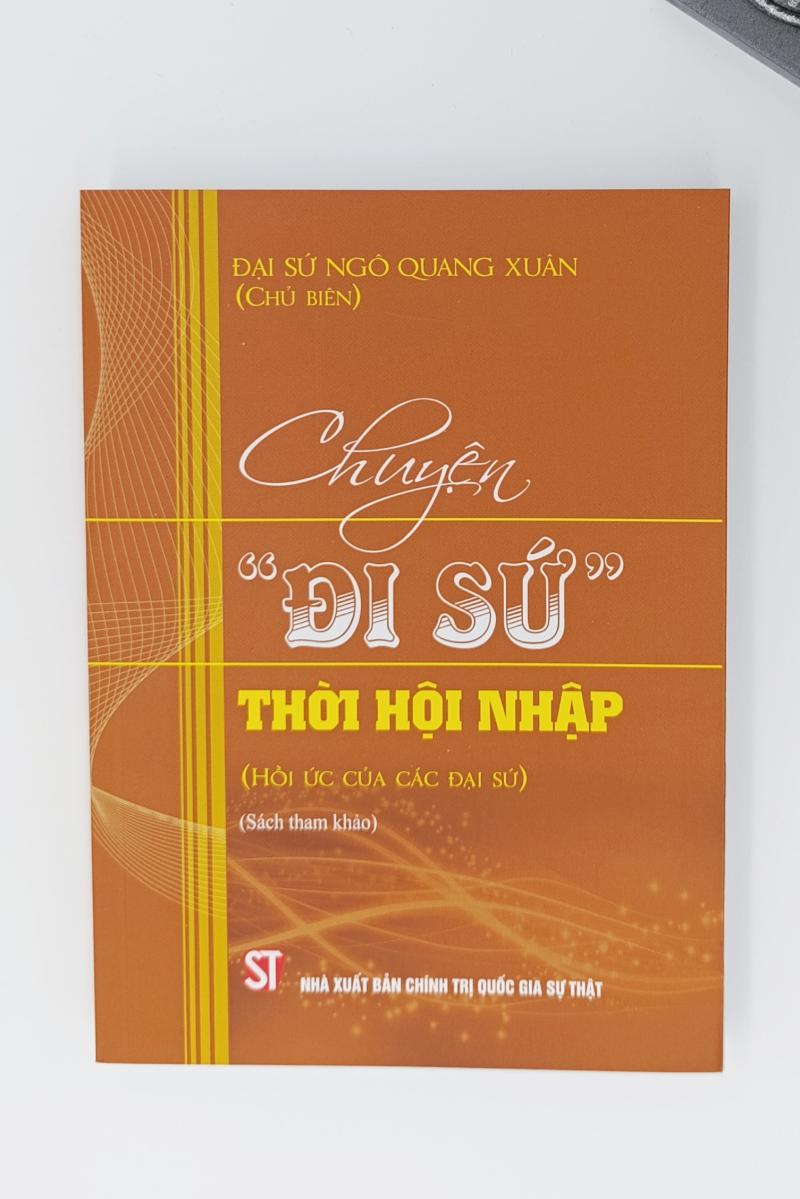 ĐẠI SỨ NGÔ QUANG XUÂN
(CHỦ BIÊN)
Chuyện
“ĐI SỨ”
THỜI HỘI NHẬP
(HỒI ỨC CỦA CÁC ĐẠI SỨ)
(Sách tham khảo)
ST NHÀ XUẤT BẢN CHÍNH TRỊ QUỐC GIA SỰ THẬT